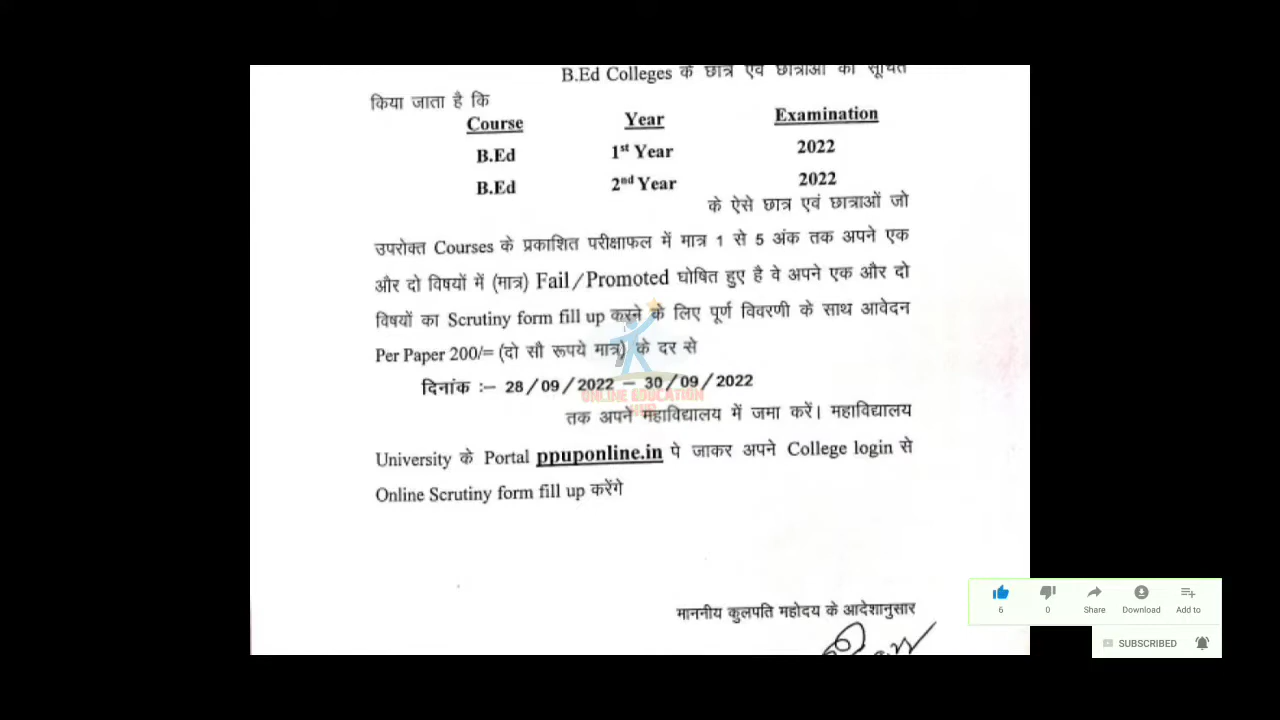 B.Ed Colleges के छात्र एवं छात्राओं को सूचित
किया जाता है कि
Course Year Examination
B.Ed 1st Year 2022
B.Ed 2nd Year 2022
के ऐसे छात्र एवं छात्राओं जो
उपरोक्त Courses के प्रकाशित परीक्षाफल में मात्र 1 से 5 अंक तक अपने एक
और दो विषयों में (मात्र) Fail/Promoted घोषित हुए है वे अपने एक और दो
विषयों का Scrutiny form fill up करने के लिए पूर्ण विवरणी के साथ आवेदन
Per Paper 200/= (दो सौ रूपये मात्र) के दर से
दिनांक :– 28/09/2022 – 30/09/2022
ONLINE EDUCATION
तक अपने महाविद्यालय में जमा करें। महाविद्यालय
University के Portal ppuponline.in पे जाकर अपने College login से
Online Scrutiny form fill up करेंगे
माननीय कुलपति महोदय के आदेशानुसार
6 0 Share Download Add to
SUBSCRIBED